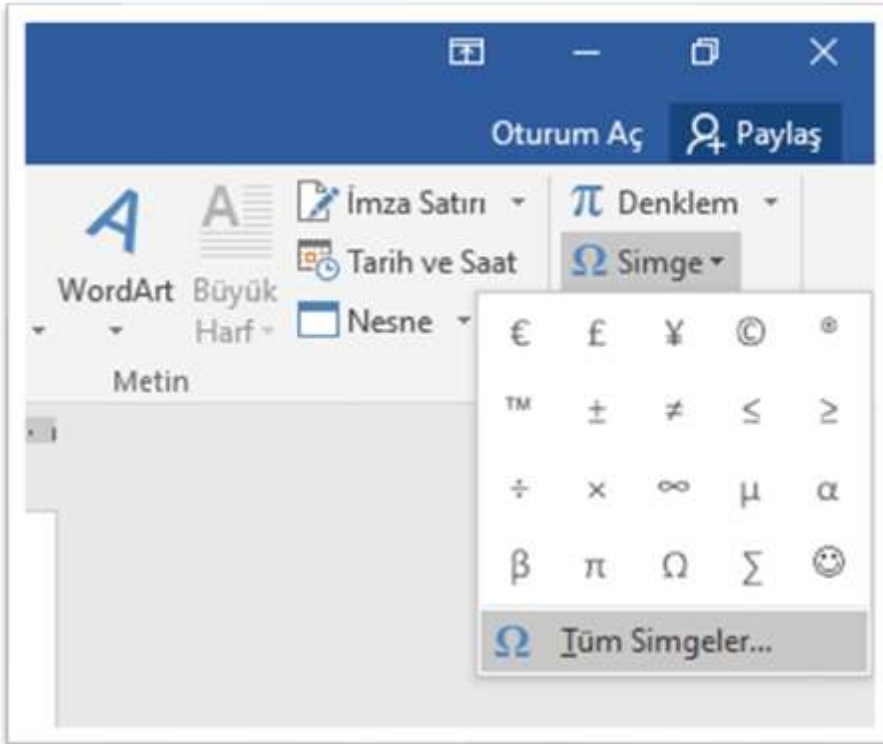 Oturum Aç Paylaş
İmza Satırı π Denklem
Tarih ve Saat Ω Simge
WordArt Büyük Harf Nesne
Metin
€ £ ¥ © ®
™ ± ≠ ≤ ≥
÷ × ∞ µ α
β π Ω ∑ ☺
Ω Tüm Simgeler...